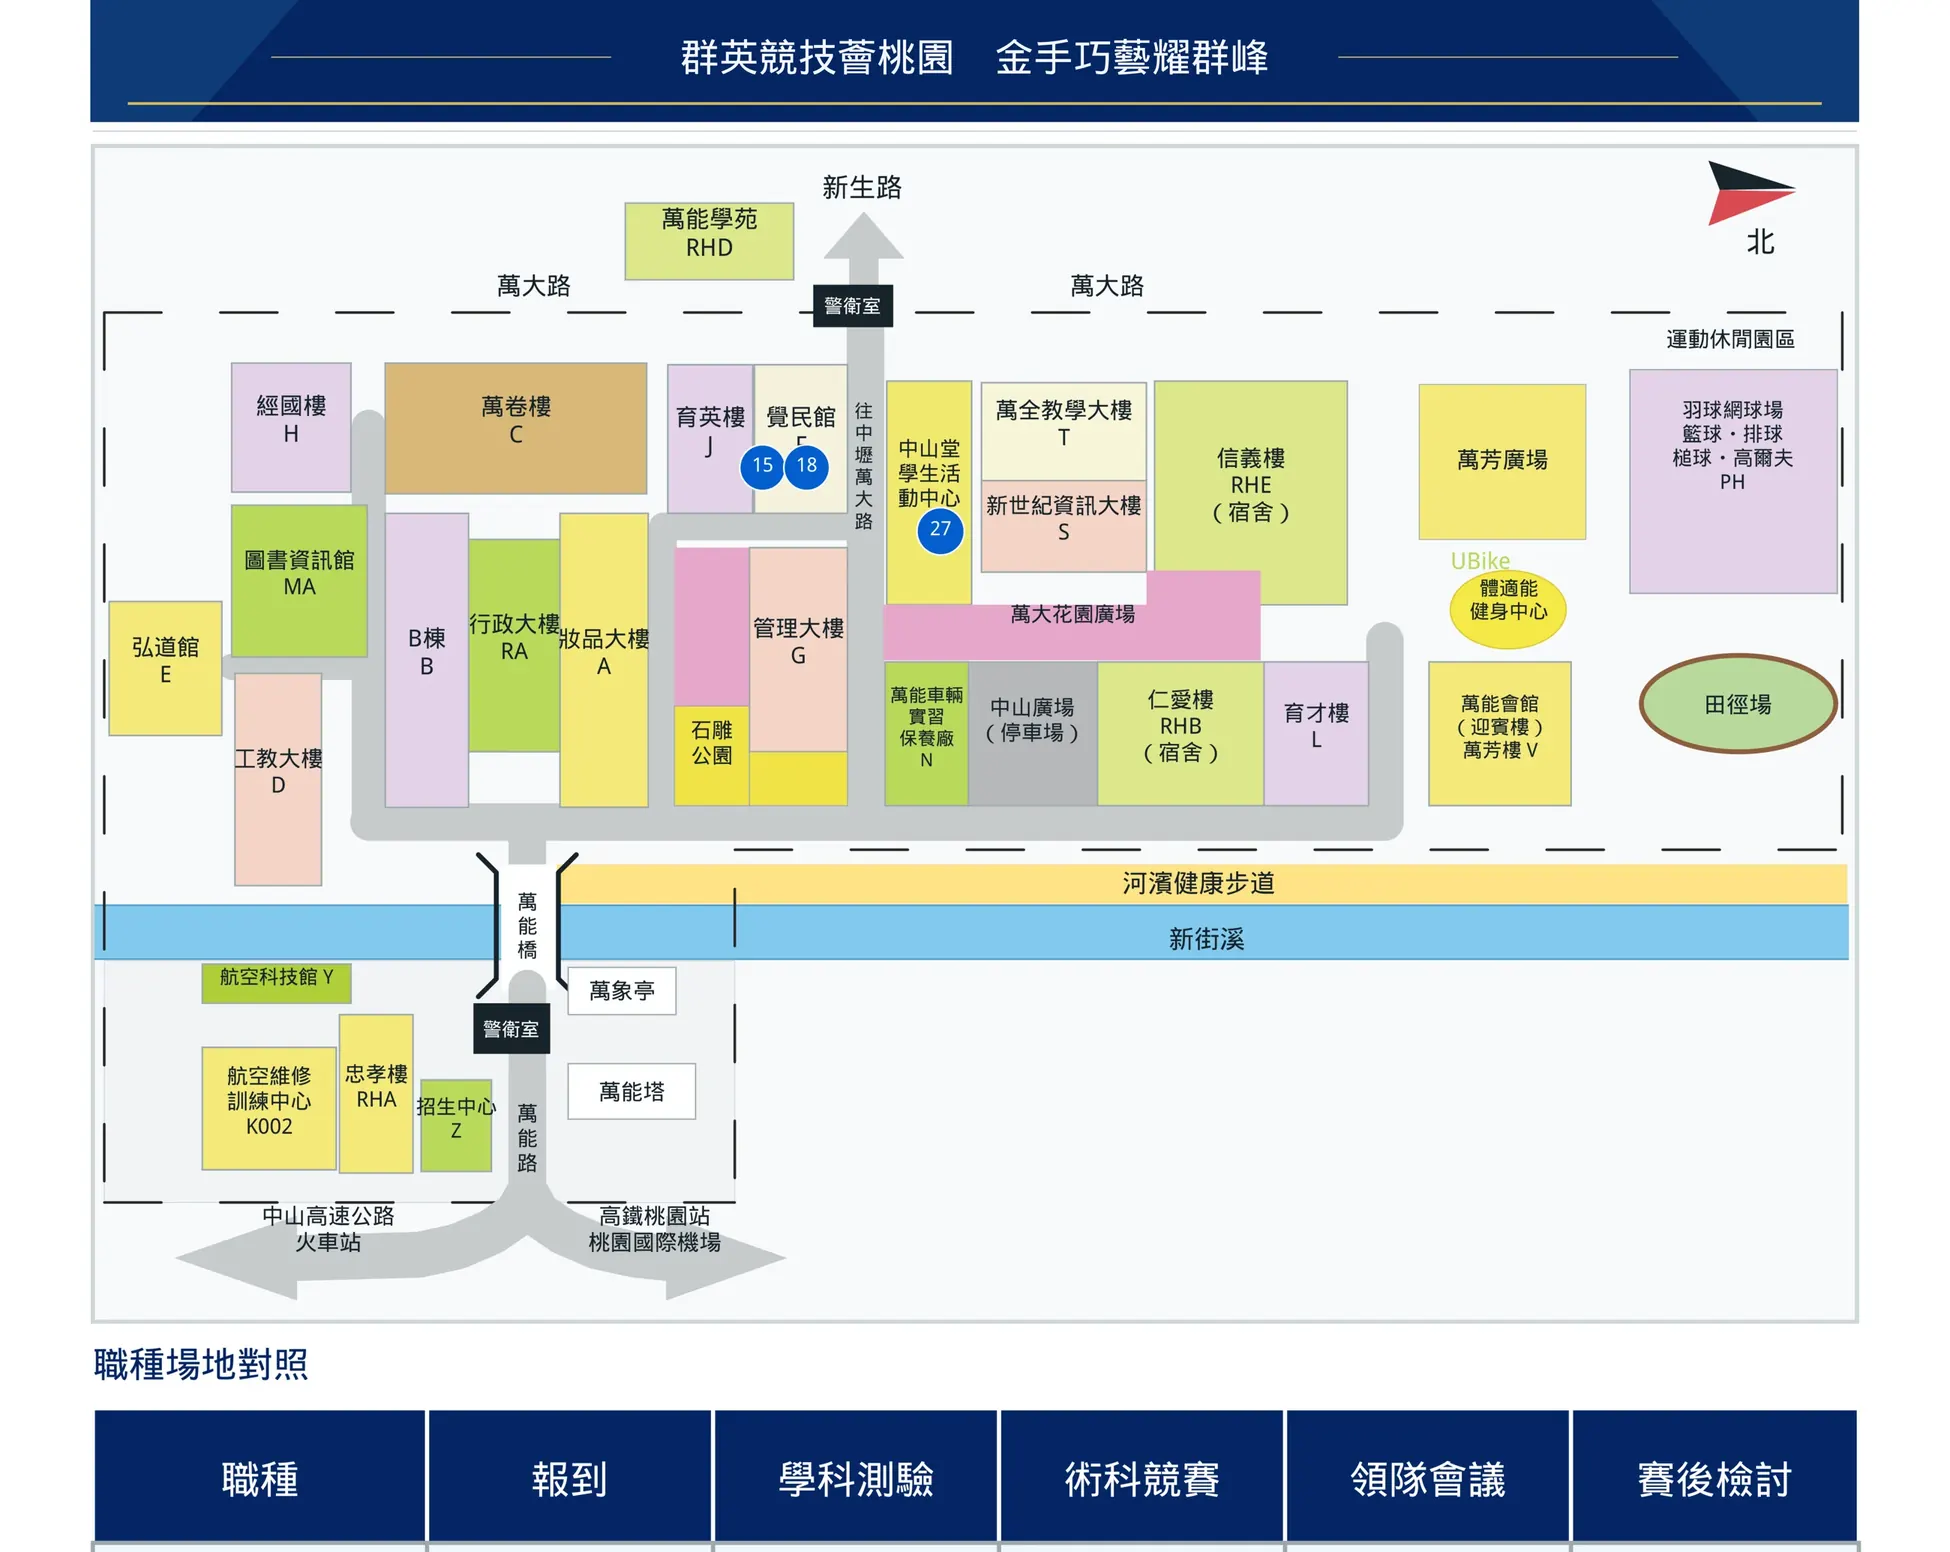 群英競技薈桃園　金手巧藝耀群峰
新生路
北
萬能學苑
RHD
萬大路
萬大路
警衛室
運動休閒園區
經國樓
H
萬卷樓
C
育英樓
J
覺民館
15
18
往中壢萬大路
中山堂
學生活
動中心
27
萬全教學大樓
T
新世紀資訊大樓
S
信義樓
RHE
（宿舍）
萬芳廣場
羽球網球場
籃球・排球
槌球・高爾夫
PH
UBike
體適能
健身中心
圖書資訊館
MA
弘道館
E
工教大樓
D
B棟
B
行政大樓
RA
妝品大樓
A
管理大樓
G
石雕
公園
萬大花園廣場
萬能車輛
實習
保養廠
N
中山廣場
（停車場）
仁愛樓
RHB
（宿舍）
育才樓
L
萬能會館
（迎賓樓）
萬芳樓 V
田徑場
河濱健康步道
新街溪
萬能橋
航空科技館 Y
萬象亭
警衛室
航空維修
訓練中心
K002
忠孝樓
RHA
招生中心
Z
萬能塔
萬能路
中山高速公路
火車站
高鐵桃園站
桃園國際機場
職種場地對照
職種
報到
學科測驗
術科競賽
領隊會議
賽後檢討